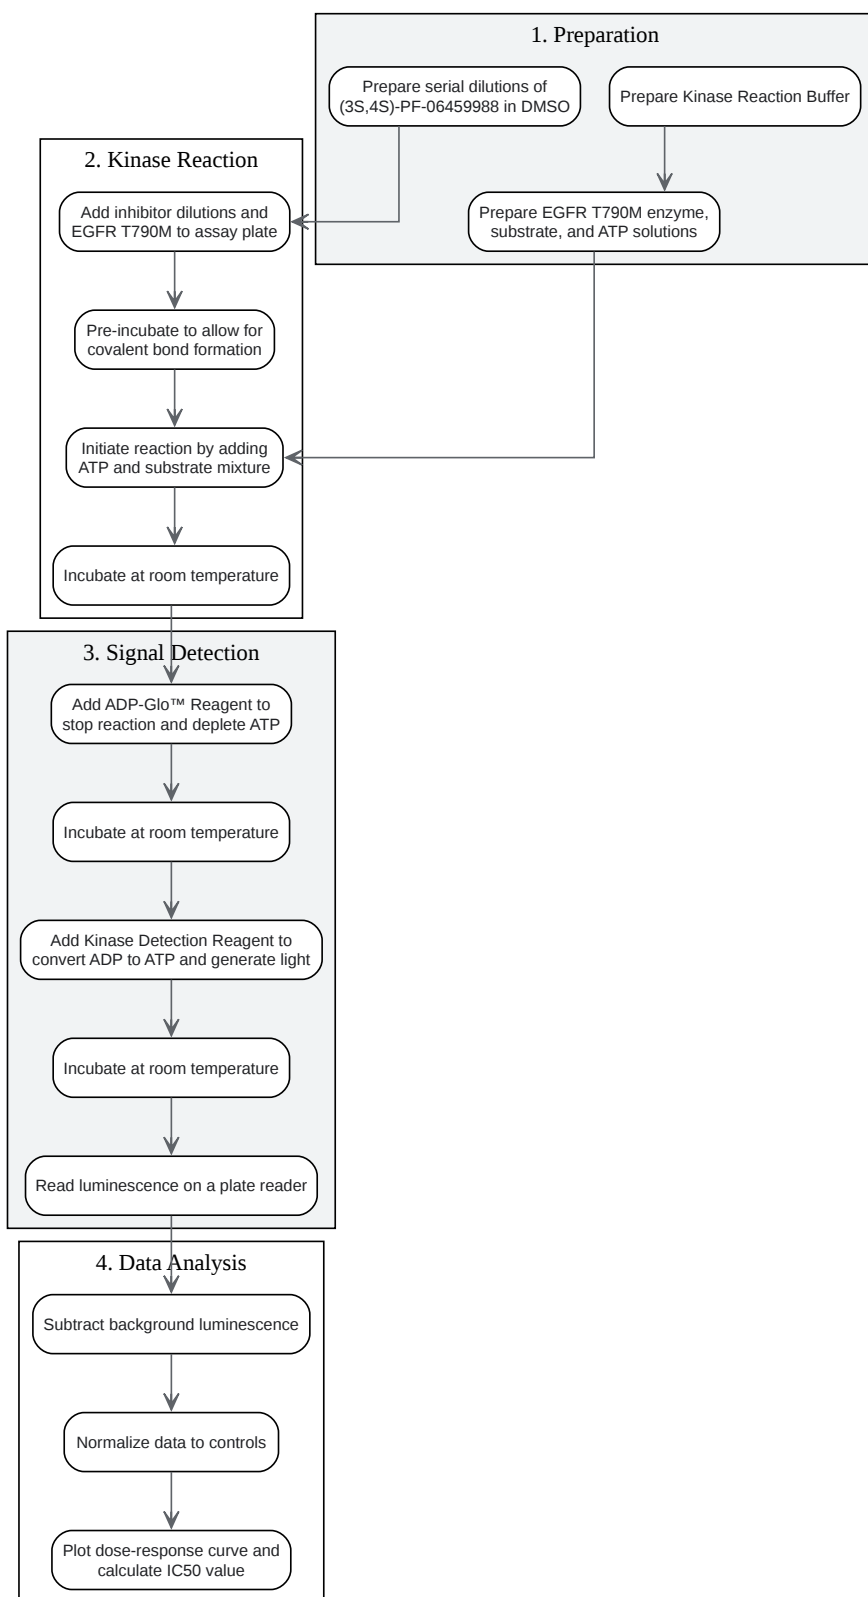 1. Preparation
Prepare serial dilutions of
(3S,4S)-PF-06459988 in DMSO
Prepare Kinase Reaction Buffer
Prepare EGFR T790M enzyme,
substrate, and ATP solutions
2. Kinase Reaction
Add inhibitor dilutions and
EGFR T790M to assay plate
Pre-incubate to allow for
covalent bond formation
Initiate reaction by adding
ATP and substrate mixture
Incubate at room temperature
3. Signal Detection
Add ADP-Glo™ Reagent to
stop reaction and deplete ATP
Incubate at room temperature
Add Kinase Detection Reagent to
convert ADP to ATP and generate light
Incubate at room temperature
Read luminescence on a plate reader
4. Data Analysis
Subtract background luminescence
Normalize data to controls
Plot dose-response curve and
calculate IC50 value